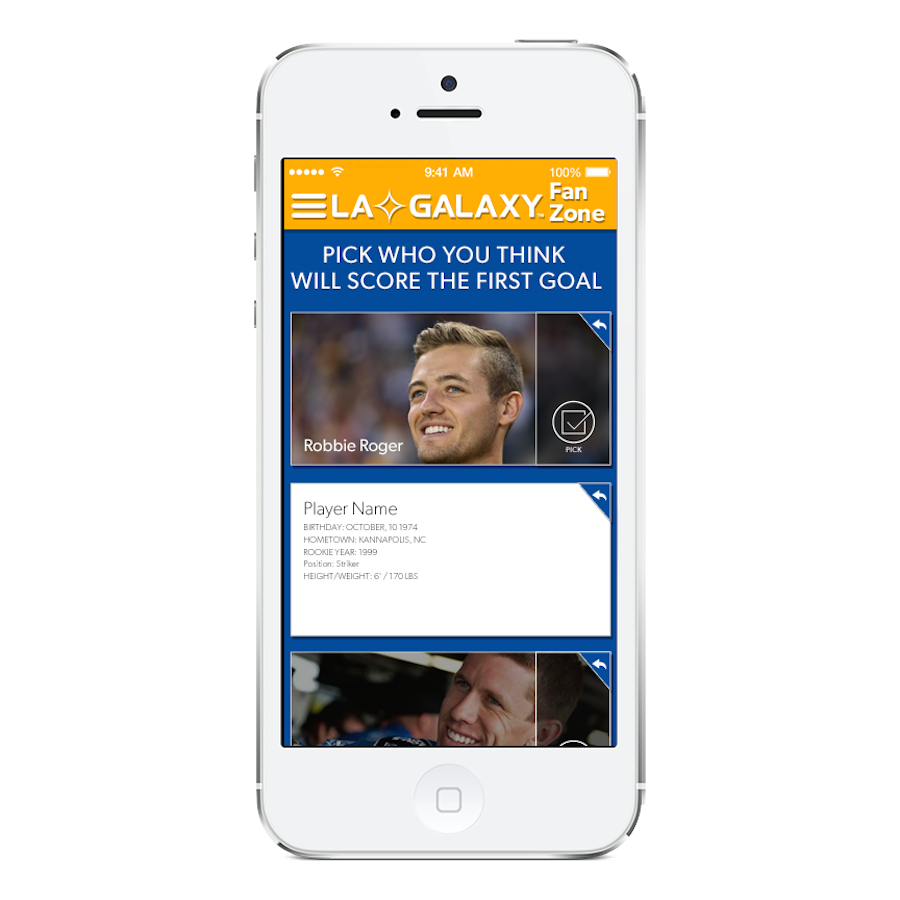 9:41 AM 100%
LA GALAXY™ Fan Zone
PICK WHO YOU THINK
WILL SCORE THE FIRST GOAL
Robbie Roger
PICK
Player Name
BIRTHDAY: OCTOBER, 10 1974
HOMETOWN: KANNAPOLIS, NC
ROOKIE YEAR: 1999
Position: Striker
HEIGHT/WEIGHT: 6' / 170 LBS